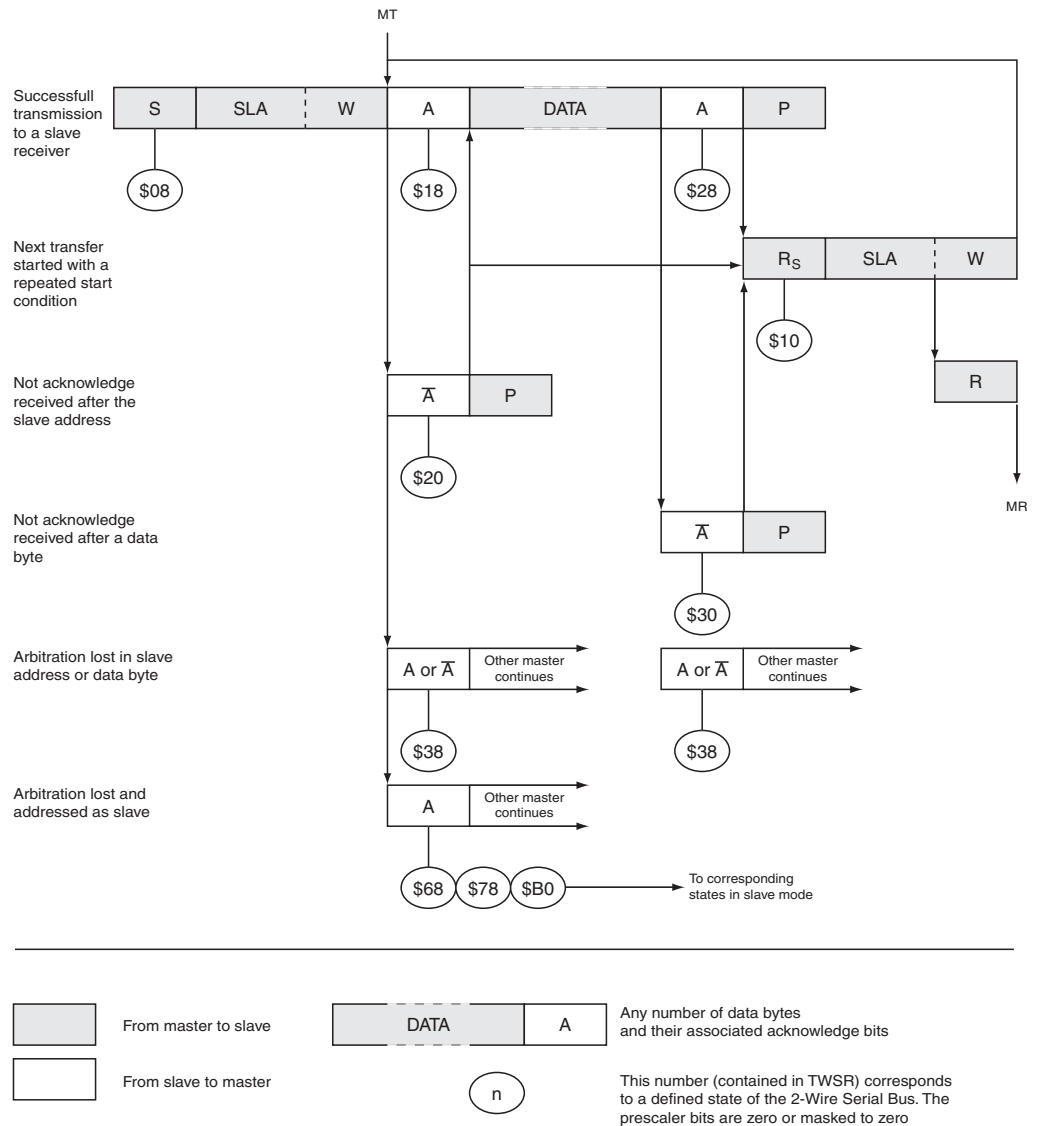 MT
Successfull
transmission
to a slave
receiver
S SLA W A DATA A P
$08 $18 $28
Next transfer
started with a
repeated start
condition
RS SLA W
$10
Not acknowledge
received after the
slave address
A̅ P
R
$20
MR
Not acknowledge
received after a data
byte
A̅ P
$30
Arbitration lost in slave
address or data byte
A or A̅ Other master
continues
A or A̅ Other master
continues
$38 $38
Arbitration lost and
addressed as slave
A Other master
continues
$68 $78 $B0
To corresponding
states in slave mode
From master to slave
DATA A
Any number of data bytes
and their associated acknowledge bits
From slave to master
n
This number (contained in TWSR) corresponds
to a defined state of the 2-Wire Serial Bus. The
prescaler bits are zero or masked to zero